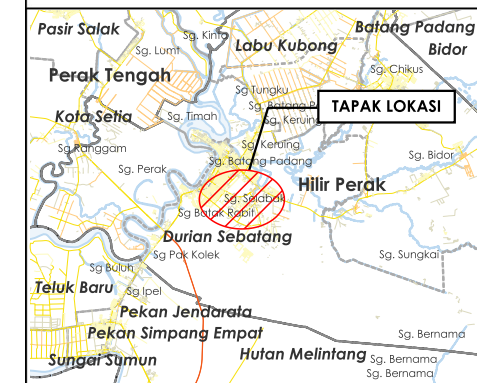 Pasir Salak
Sg. Kinta
Sg. Lumt
Labu Kubong
Batang Padang
Bidor
Sg. Chikus
Perak Tengah
Sg Tungku
Sg. Batang P
TAPAK LOKASI
Kota Setia
Sg. Timah
Sg. Keruing
Sg. Keruing
Sg Ranggam
Sg. Perak
Sg. Batang Padang
Sg. Bidor
Hilir Perak
Sg. Selabak
Sg Batak Rabit
Durian Sebatang
Sg Pak Kolek
Sg. Sungkai
Sg Buluh
Teluk Baru
Sg Ipel
Pekan Jendarata
Pekan Simpang Empat
Sg. Bernama
Sungai Sumun
Hutan Melintang
Sg. Bernama
Sg. Bernama